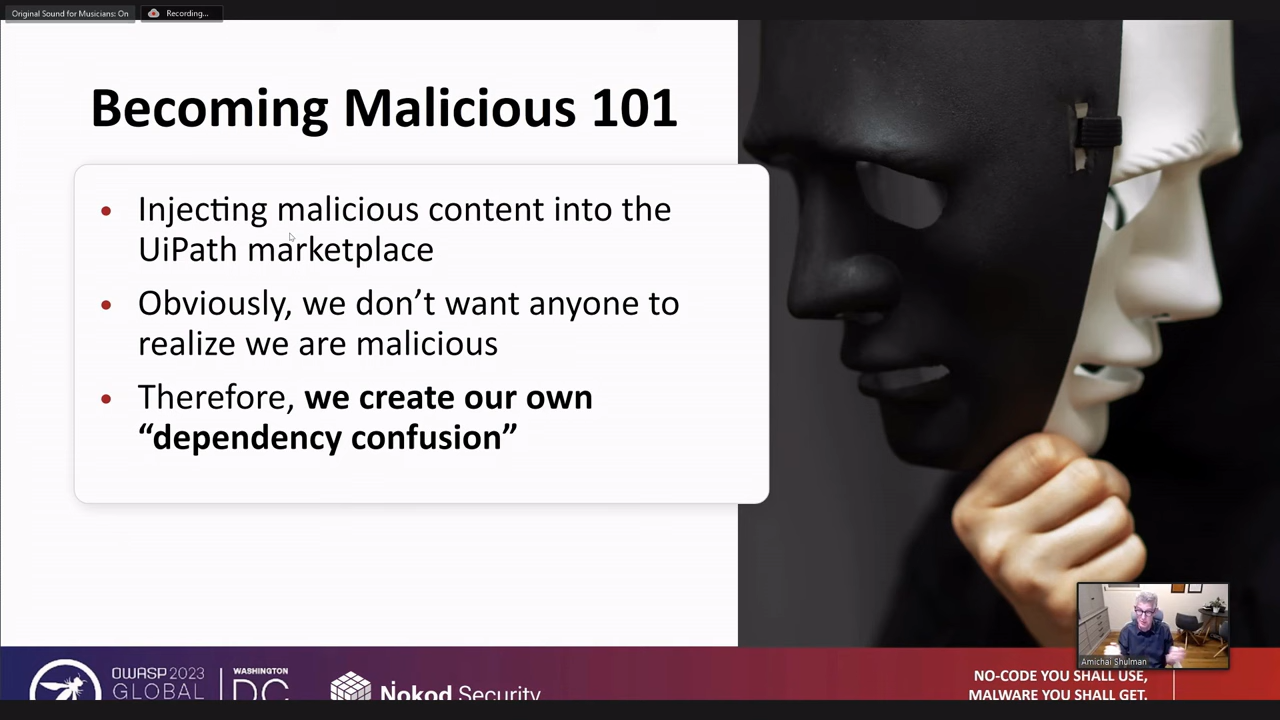 Original Sound for Musicians: On
Recording...
Becoming Malicious 101
• Injecting malicious content into the
UiPath marketplace
• Obviously, we don’t want anyone to
realize we are malicious
• Therefore, we create our own
“dependency confusion”
Amichai Shulman
OWASP 2023
GLOBAL
WASHINGTON
DC
Nokod Security
NO-CODE YOU SHALL USE,
MALWARE YOU SHALL GET.